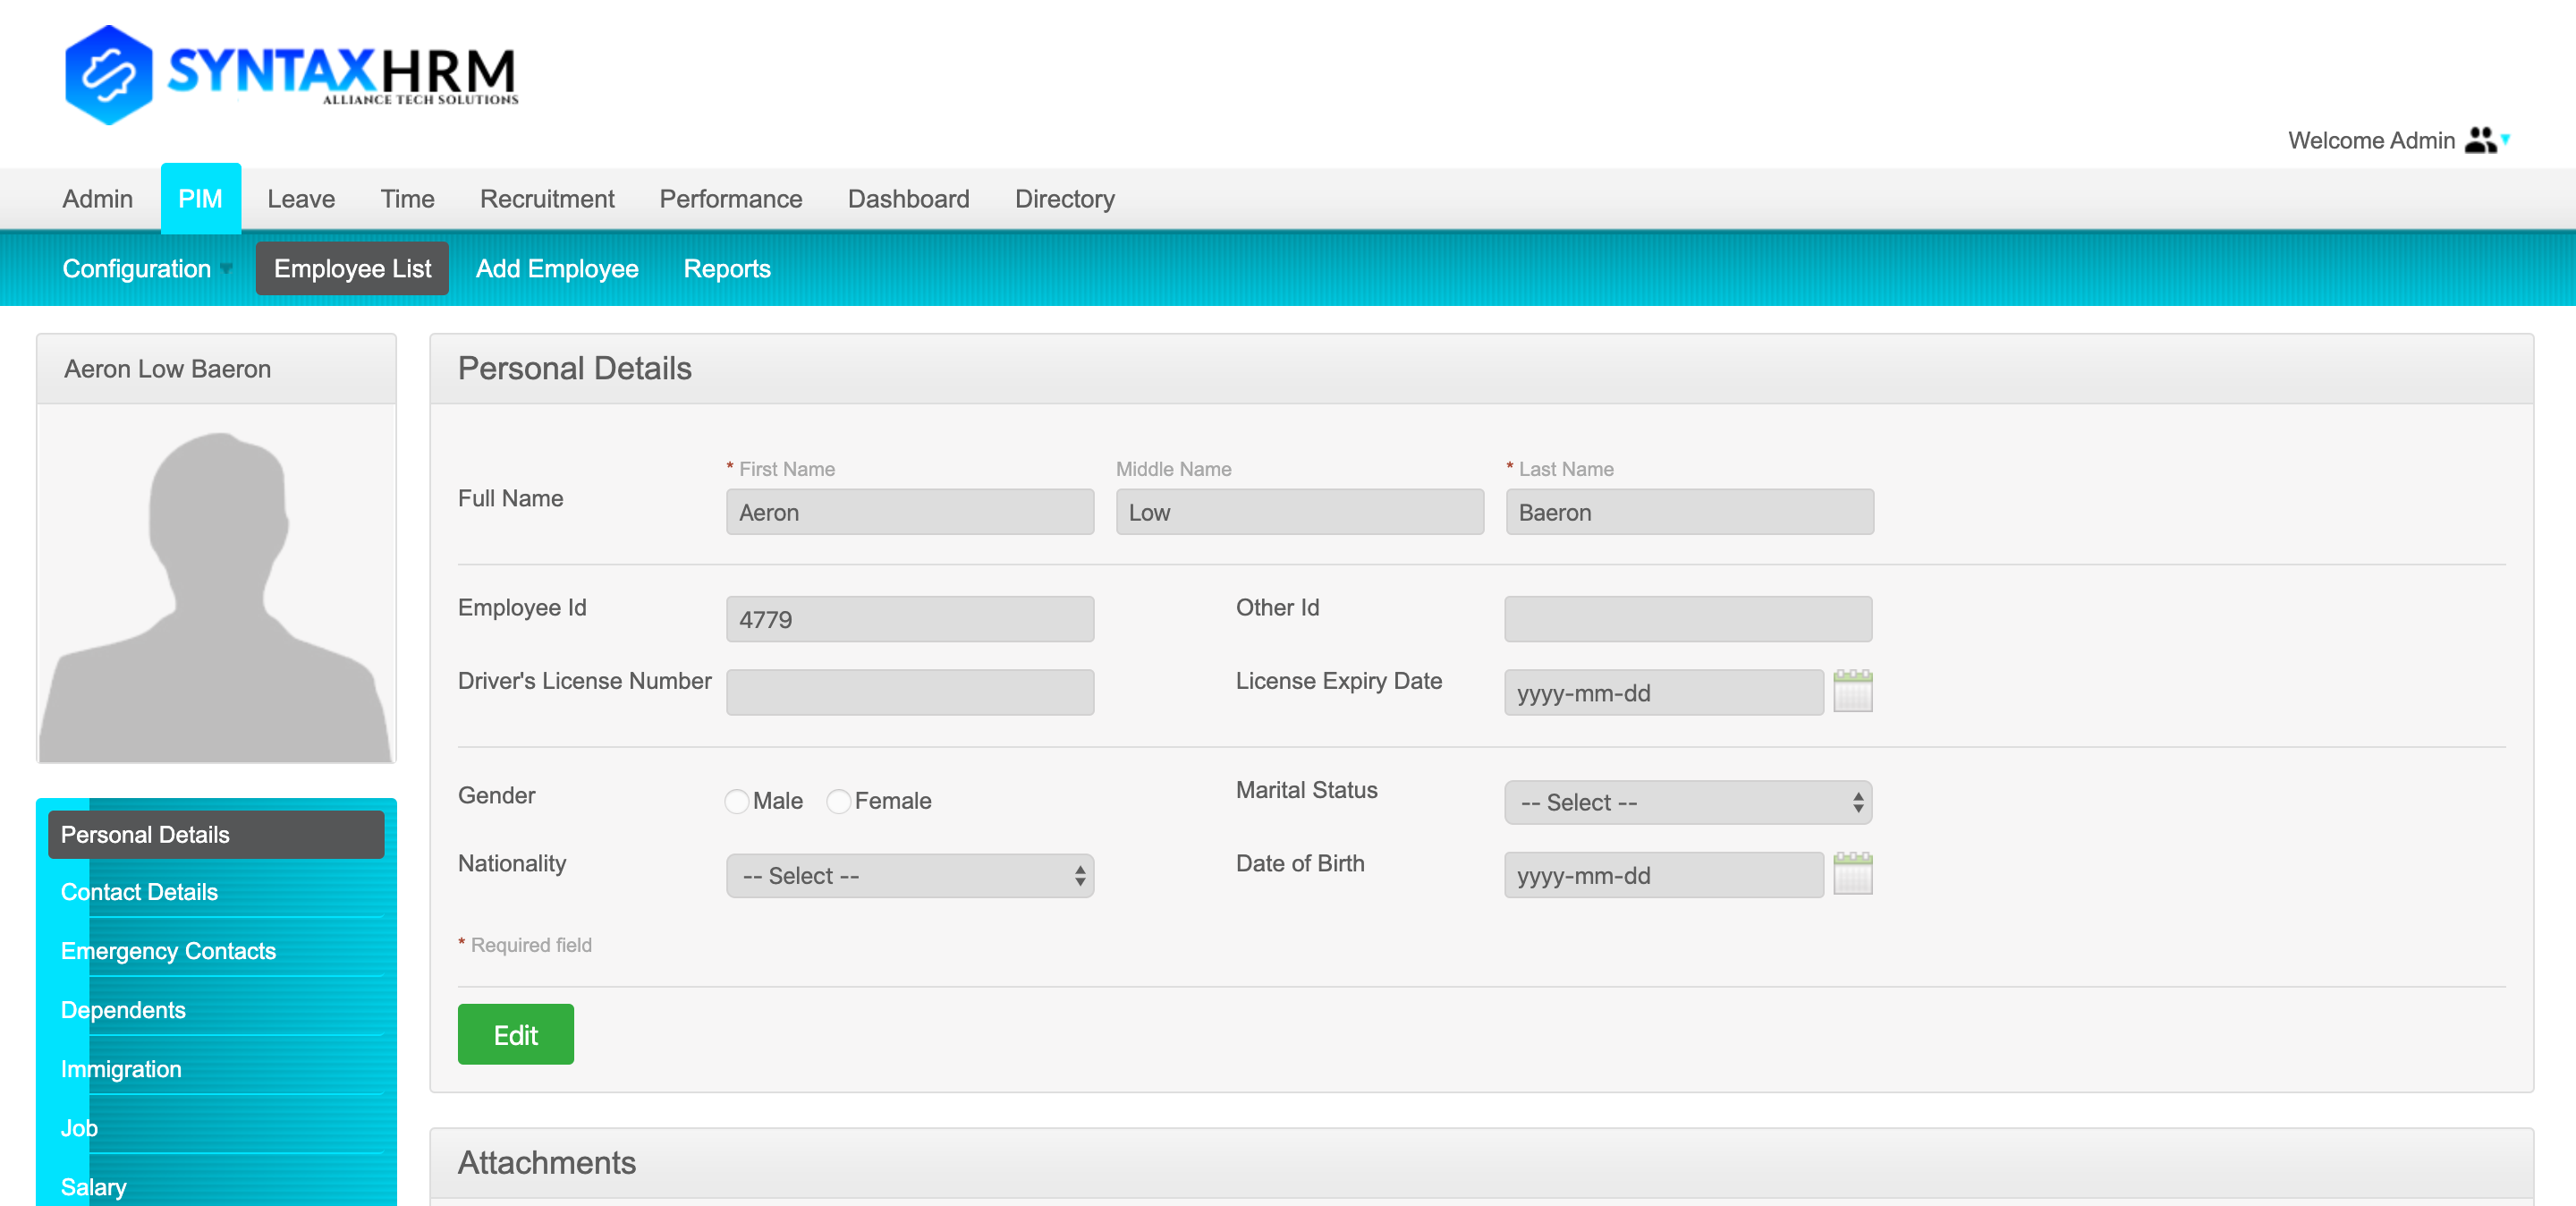 SYNTAXHRM
ALLIANCE TECH SOLUTIONS
Welcome Admin
Admin PIM Leave Time Recruitment Performance Dashboard Directory
Configuration Employee List Add Employee Reports
Aeron Low Baeron
Personal Details
* First Name Middle Name * Last Name
Full Name Aeron Low Baeron
Employee Id 4779 Other Id
Driver's License Number License Expiry Date yyyy-mm-dd
Gender Male Female Marital Status -- Select --
Nationality -- Select -- Date of Birth yyyy-mm-dd
* Required field
Edit
Personal Details
Contact Details
Emergency Contacts
Dependents
Immigration
Job
Salary
Attachments